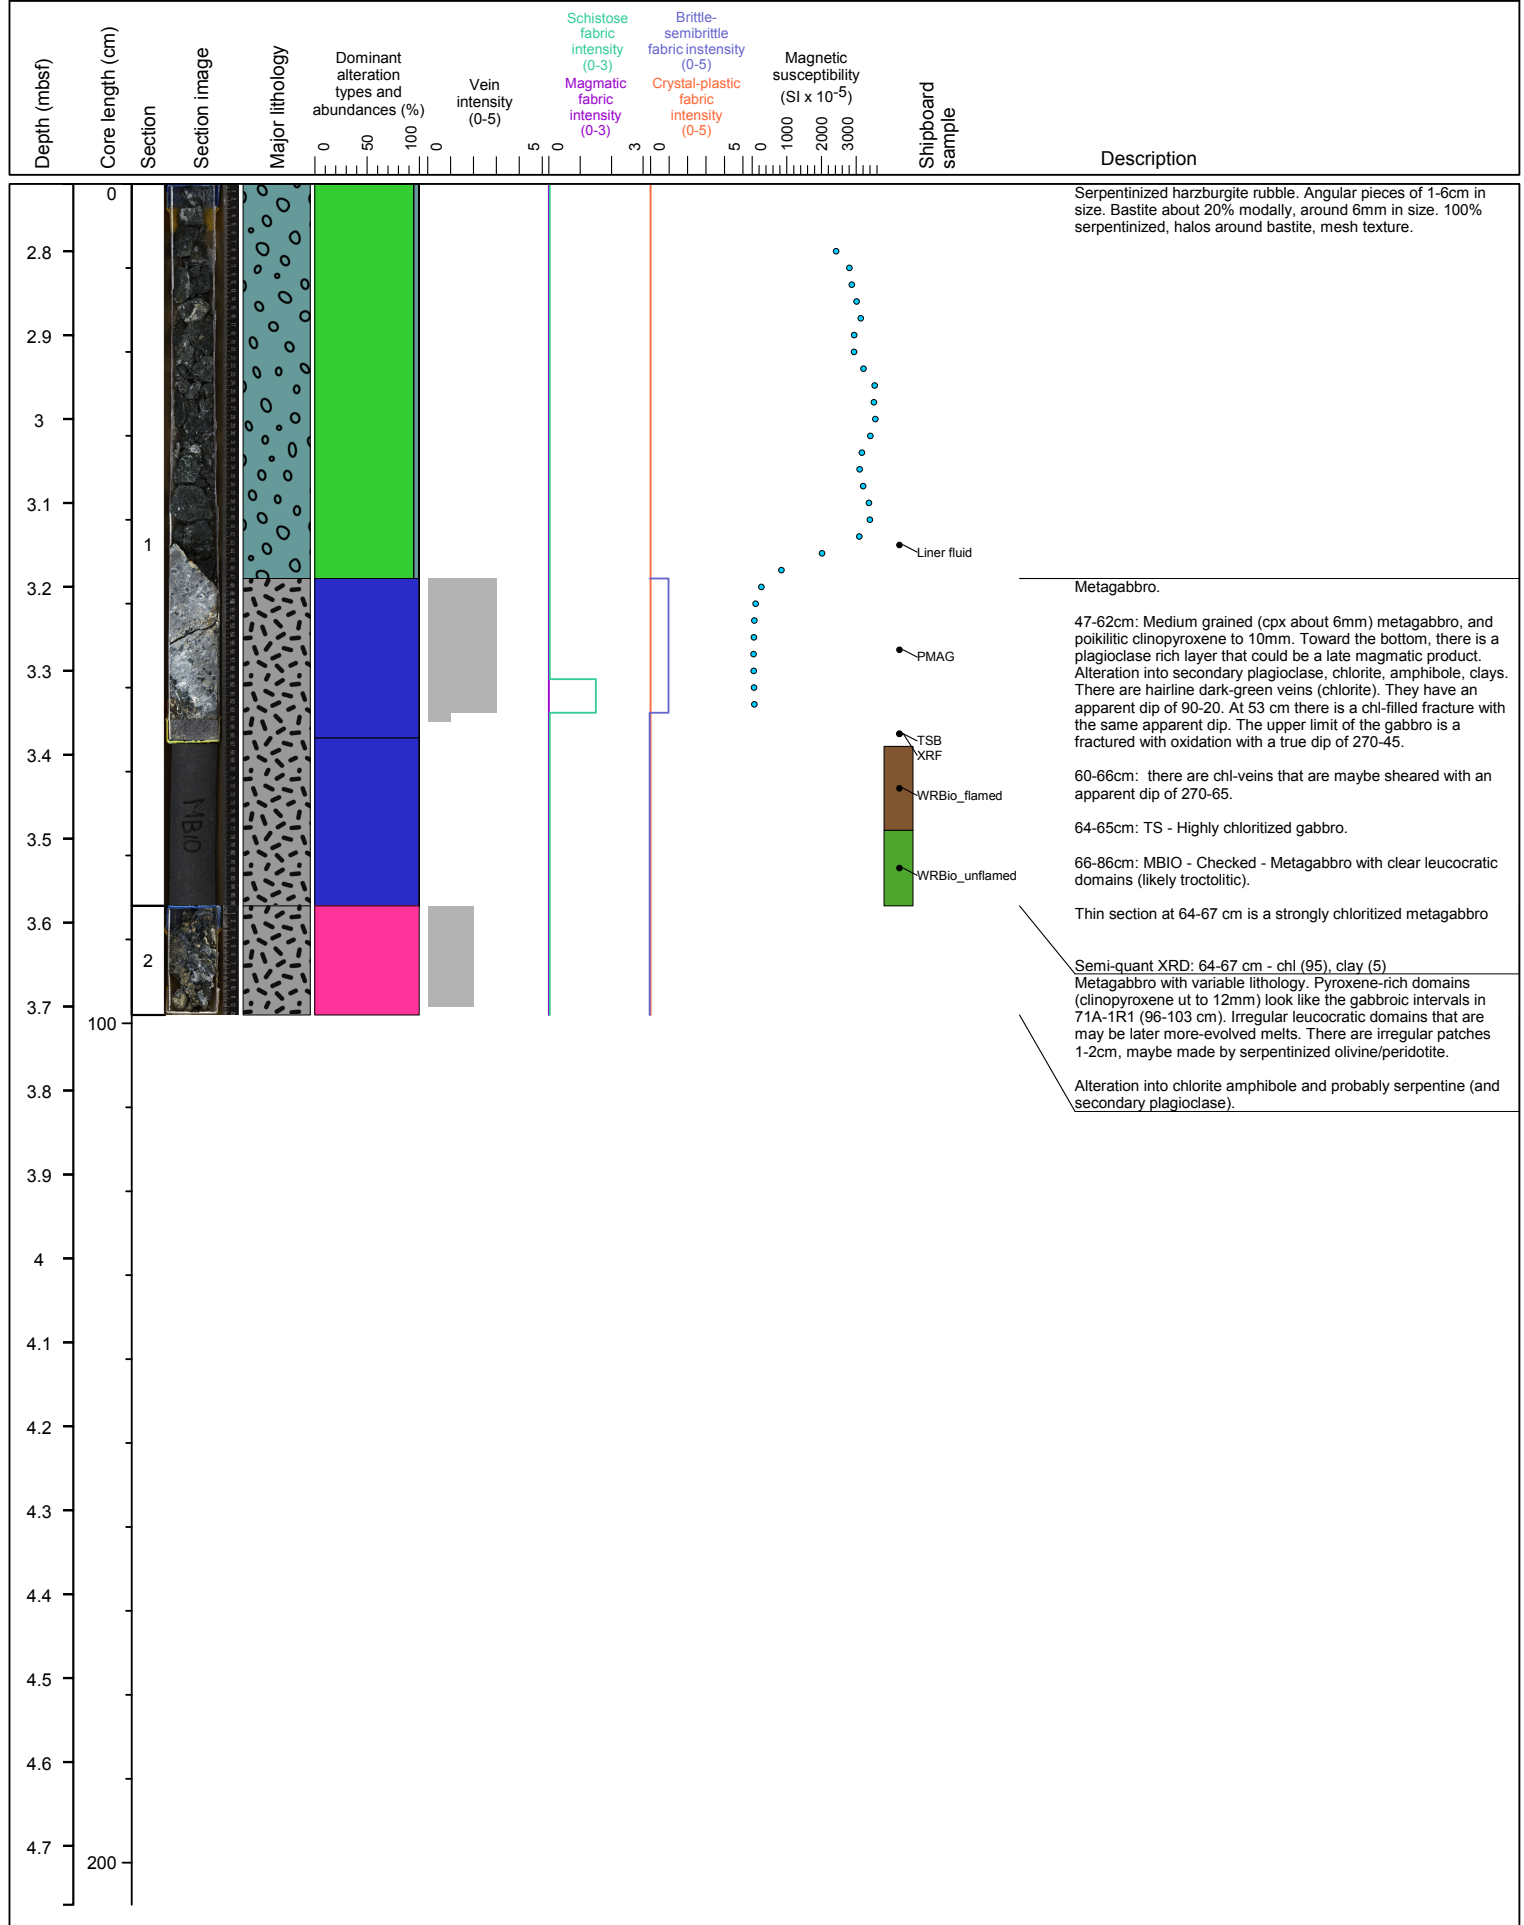 Depth (mbsf)
Core length (cm)
Section
Section image
Major lithology
Dominant
alteration
types and
abundances (%)
0
50
100
Vein
intensity
(0-5)
0
5
Schistose
fabric
intensity
(0-3)
Magmatic
fabric
intensity
(0-3)
0
3
Brittle-
semibrittle
fabric instensity
(0-5)
Crystal-plastic
fabric
intensity
(0-5)
0
5
Magnetic
susceptibility
(SI x 10-5)
0
1000
2000
3000
Shipboard
sample
Description
0
100
200
2.8
2.9
3
3.1
3.2
3.3
3.4
3.5
3.6
3.7
3.8
3.9
4
4.1
4.2
4.3
4.4
4.5
4.6
4.7
1
2
MBIO
Liner fluid
PMAG
TSB
XRF
WRBio_flamed
WRBio_unflamed
Serpentinized harzburgite rubble. Angular pieces of 1-6cm in
size. Bastite about 20% modally, around 6mm in size. 100%
serpentinized, halos around bastite, mesh texture.
Metagabbro.
47-62cm: Medium grained (cpx about 6mm) metagabbro, and
poikilitic clinopyroxene to 10mm. Toward the bottom, there is a
plagioclase rich layer that could be a late magmatic product.
Alteration into secondary plagioclase, chlorite, amphibole, clays.
There are hairline dark-green veins (chlorite). They have an
apparent dip of 90-20. At 53 cm there is a chl-filled fracture with
the same apparent dip. The upper limit of the gabbro is a
fractured with oxidation with a true dip of 270-45.
60-66cm:  there are chl-veins that are maybe sheared with an
apparent dip of 270-65.
64-65cm: TS - Highly chloritized gabbro.
66-86cm: MBIO - Checked - Metagabbro with clear leucocratic
domains (likely troctolitic).
Thin section at 64-67 cm is a strongly chloritized metagabbro
Semi-quant XRD: 64-67 cm - chl (95), clay (5)
Metagabbro with variable lithology. Pyroxene-rich domains
(clinopyroxene ut to 12mm) look like the gabbroic intervals in
71A-1R1 (96-103 cm). Irregular leucocratic domains that are
may be later more-evolved melts. There are irregular patches
1-2cm, maybe made by serpentinized olivine/peridotite.
Alteration into chlorite amphibole and probably serpentine (and
secondary plagioclase).